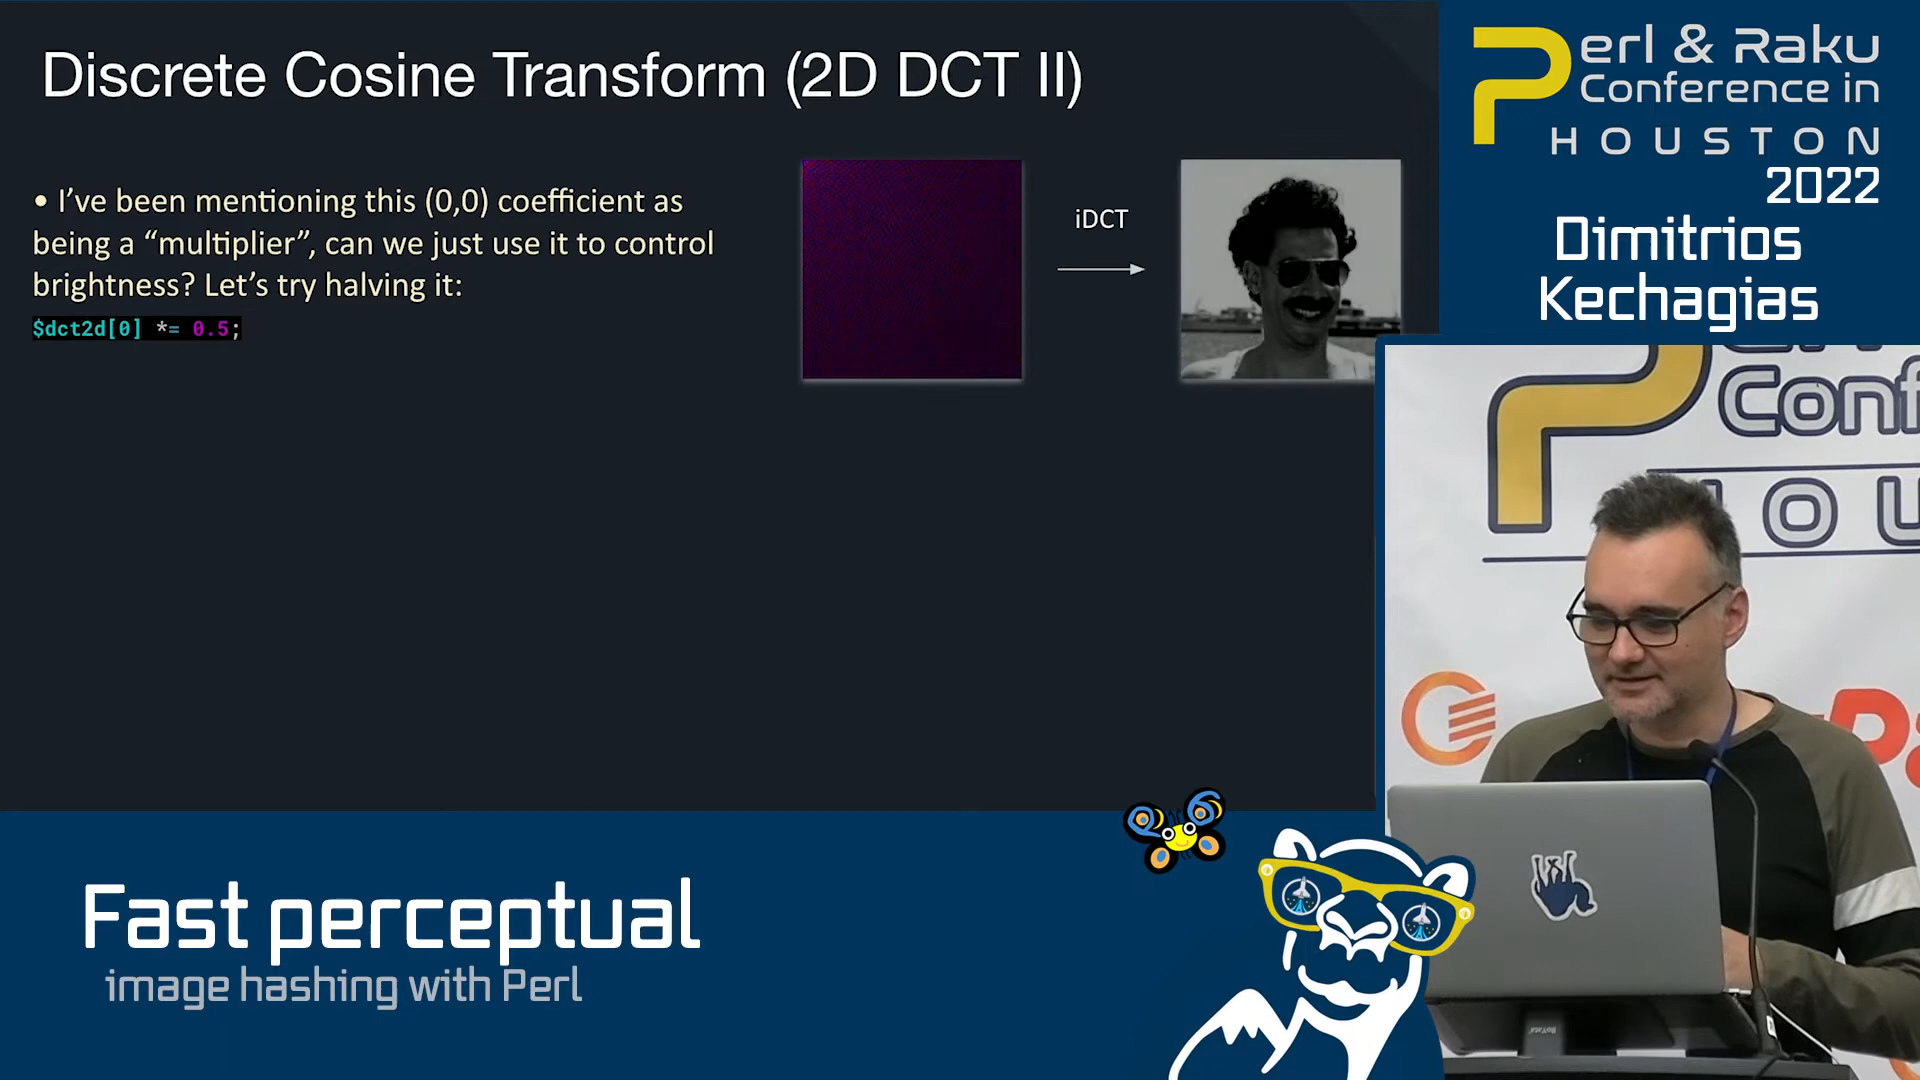 Discrete Cosine Transform (2D DCT II)
• I’ve been mentioning this (0,0) coefficient as
being a “multiplier”, can we just use it to control
brightness? Let’s try halving it:
$dct2d[0] *= 0.5;
iDCT
Perl & Raku
Conference in
HOUSTON
2022
Dimitrios
Kechagias
Conf
OU
Fast perceptual
image hashing with Perl